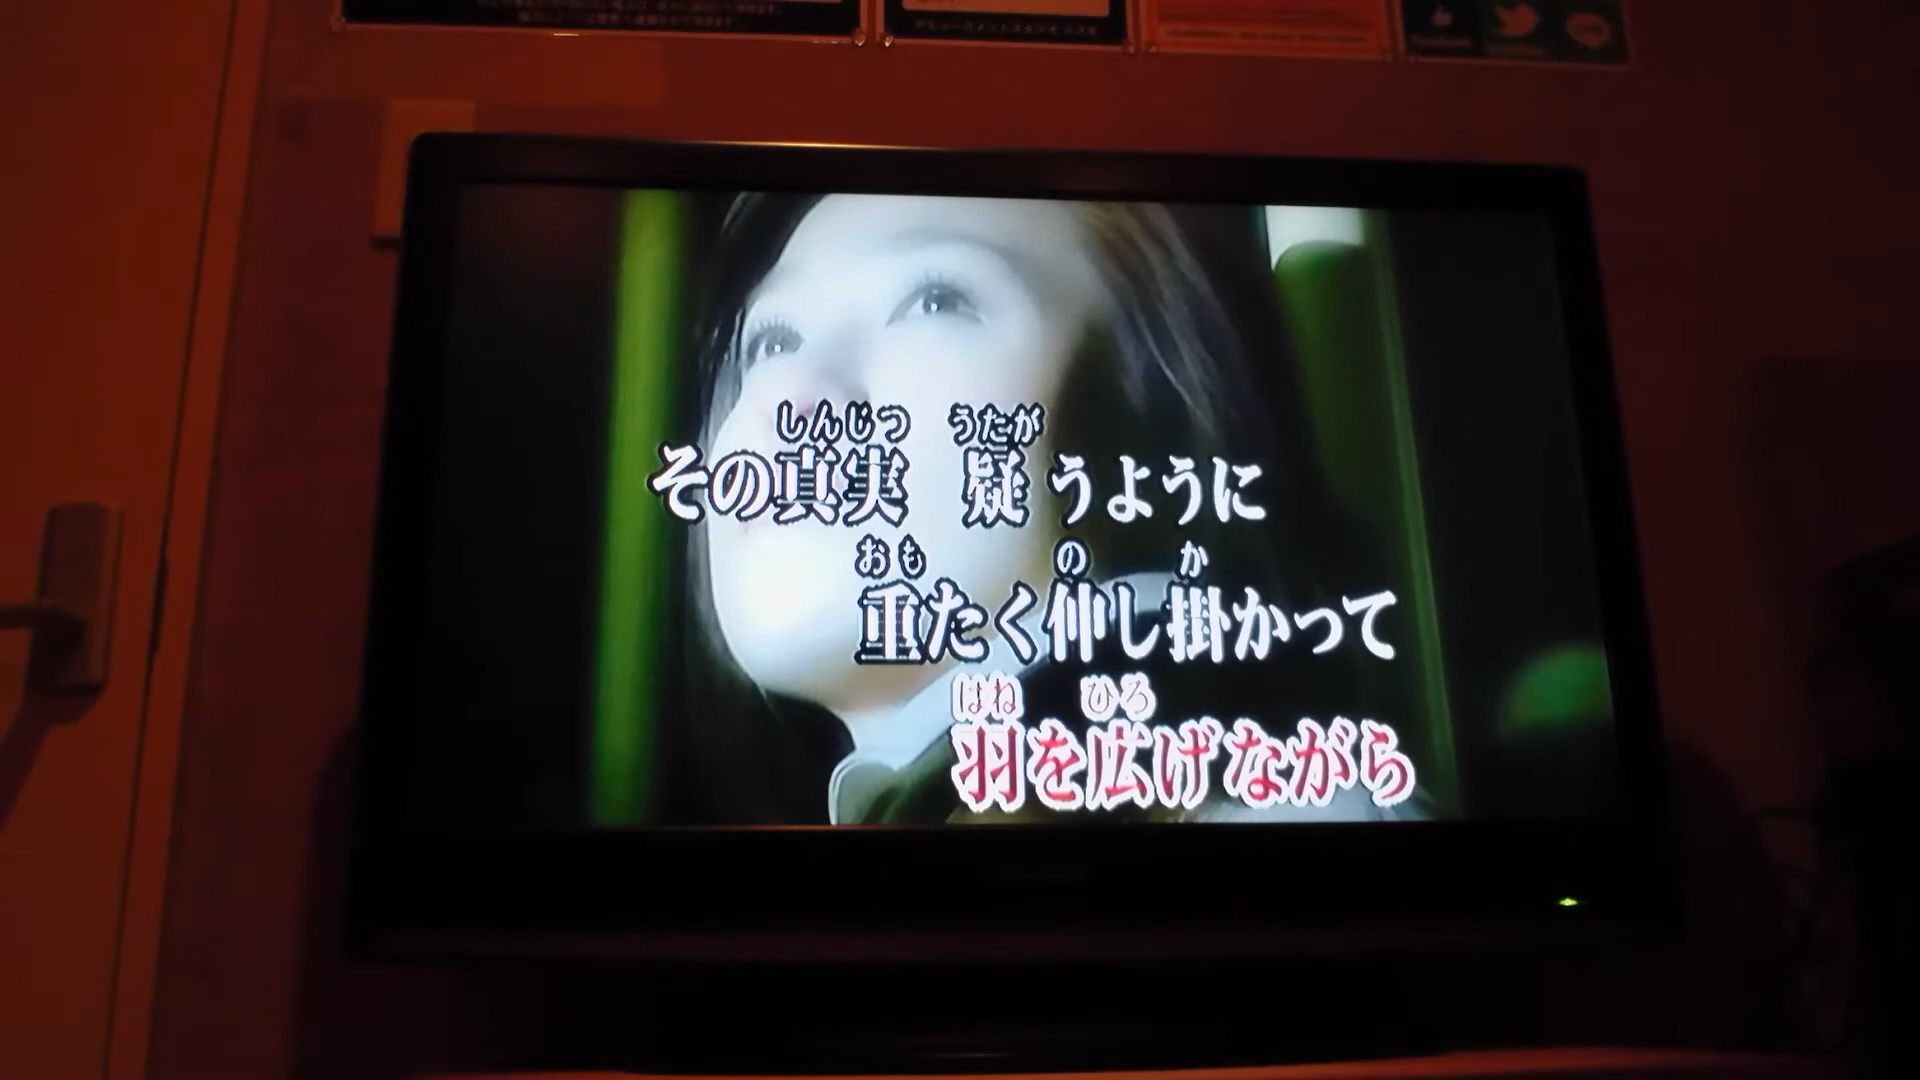 しんじつ うたが
その真実 疑うように
おも の か
重たく伸し掛かって
はね ひろ
羽を広げながら